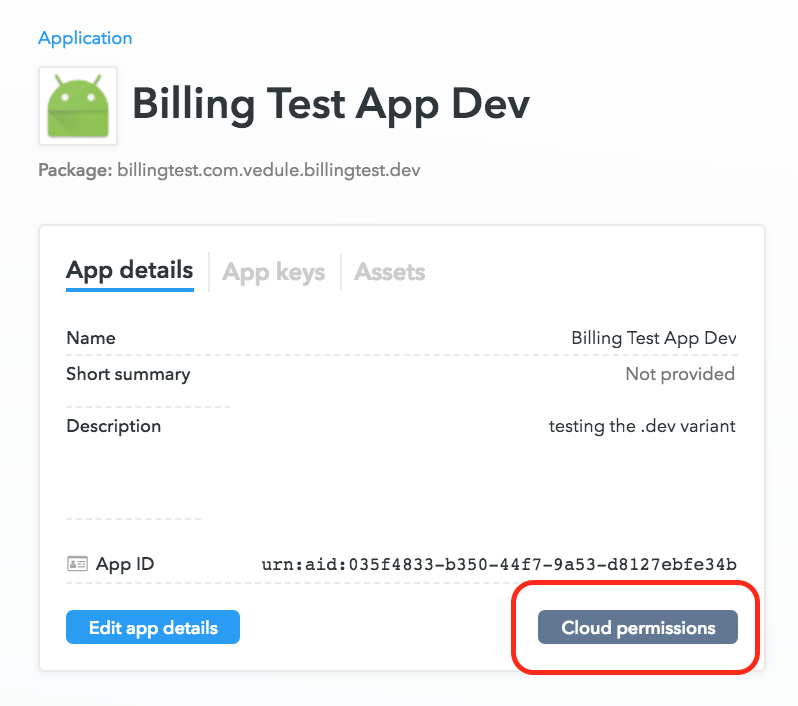 Application
Billing Test App Dev
Package: billingtest.com.vedule.billingtest.dev
App details App keys Assets
Name Billing Test App Dev
Short summary Not provided
Description testing the .dev variant
App ID urn:aid:035f4833-b350-44f7-9a53-d8127ebfe34b
Edit app details Cloud permissions